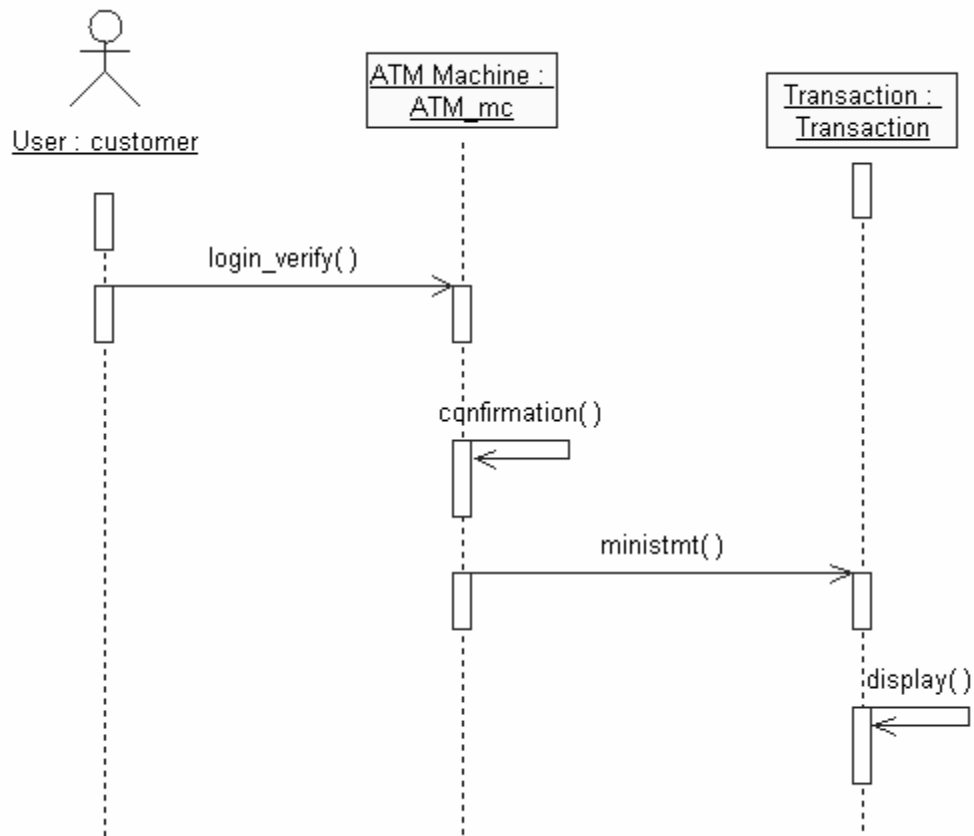 ATM Machine :
ATM_mc
Transaction :
Transaction
User : customer
login_verify( )
confirmation( )
ministmt( )
display( )